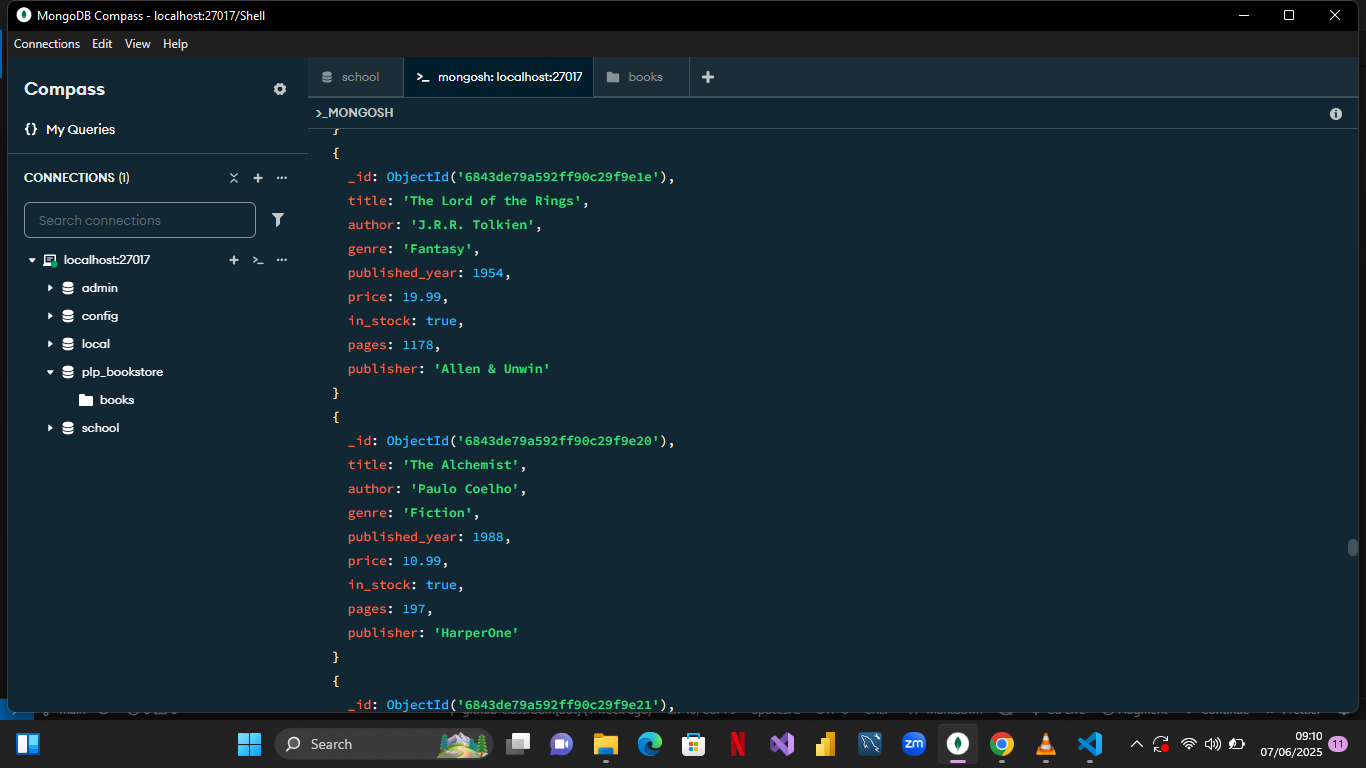 MongoDB Compass - localhost:27017/Shell
Connections Edit View Help
Compass
{} My Queries
CONNECTIONS (1)
Search connections
localhost:27017
admin
config
local
plp_bookstore
books
school
school
>_ mongosh: localhost:27017
books
>_MONGOSH
}
{
_id: ObjectId('6843de79a592ff90c29f9e1e'),
title: 'The Lord of the Rings',
author: 'J.R.R. Tolkien',
genre: 'Fantasy',
published_year: 1954,
price: 19.99,
in_stock: true,
pages: 1178,
publisher: 'Allen & Unwin'
}
{
_id: ObjectId('6843de79a592ff90c29f9e20'),
title: 'The Alchemist',
author: 'Paulo Coelho',
genre: 'Fiction',
published_year: 1988,
price: 10.99,
in_stock: true,
pages: 197,
publisher: 'HarperOne'
}
{
_id: ObjectId('6843de79a592ff90c29f9e21'),
Search
zm
09:10
07/06/2025
11